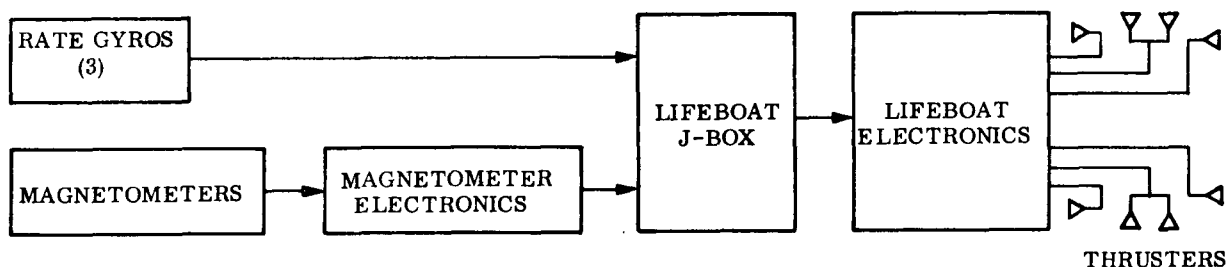 RATE GYROS
(3)
LIFEBOAT
J-BOX
LIFEBOAT
ELECTRONICS
MAGNETOMETERS
MAGNETOMETER
ELECTRONICS
THRUSTERS